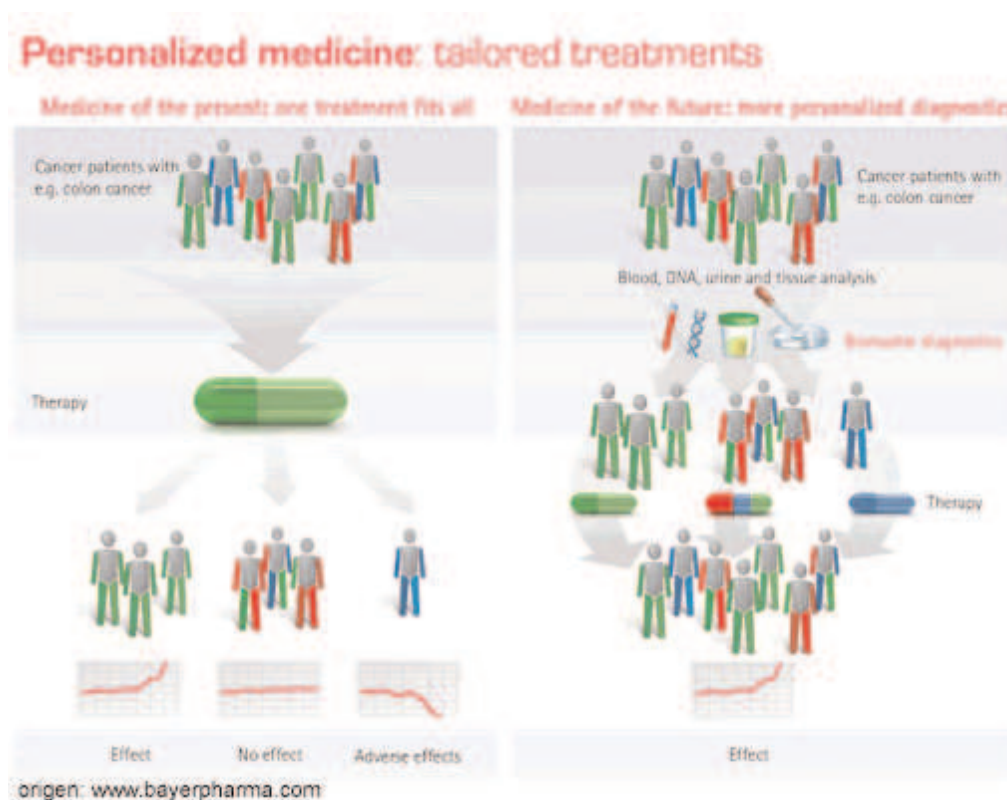 Personalized medicine: tailored treatments
Medicine of the present: one treatment fits all
Cancer patients with
e.g. colon cancer
Therapy
Effect
No effect
Adverse effects
Medicine of the future: more personalized diagnostic
Cancer patients with
e.g. colon cancer
Blood, DNA, urine and tissue analysis
Biomarker diagnostics
Therapy
Effect
origen: www.bayerpharma.com